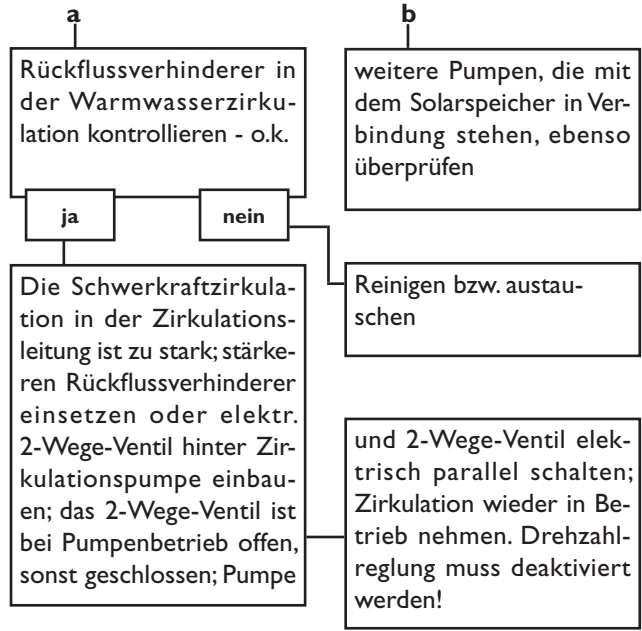 a
Rückflussverhinderer in
der Warmwasserzirku-
lation kontrollieren - o.k.
ja
nein
Die Schwerkraftzirkula-
tion in der Zirkulations-
leitung ist zu stark; stärke-
ren Rückflussverhinderer
einsetzen oder elektr.
2-Wege-Ventil hinter Zir-
kulationspumpe einbau-
en; das 2-Wege-Ventil ist
bei Pumpenbetrieb offen,
sonst geschlossen; Pumpe
b
weitere Pumpen, die mit
dem Solarspeicher in Ver-
bindung stehen, ebenso
überprüfen
Reinigen bzw. austau-
schen
und 2-Wege-Ventil elek-
trisch parallel schalten;
Zirkulation wieder in Be-
trieb nehmen. Drehzahl-
reglung muss deaktiviert
werden!